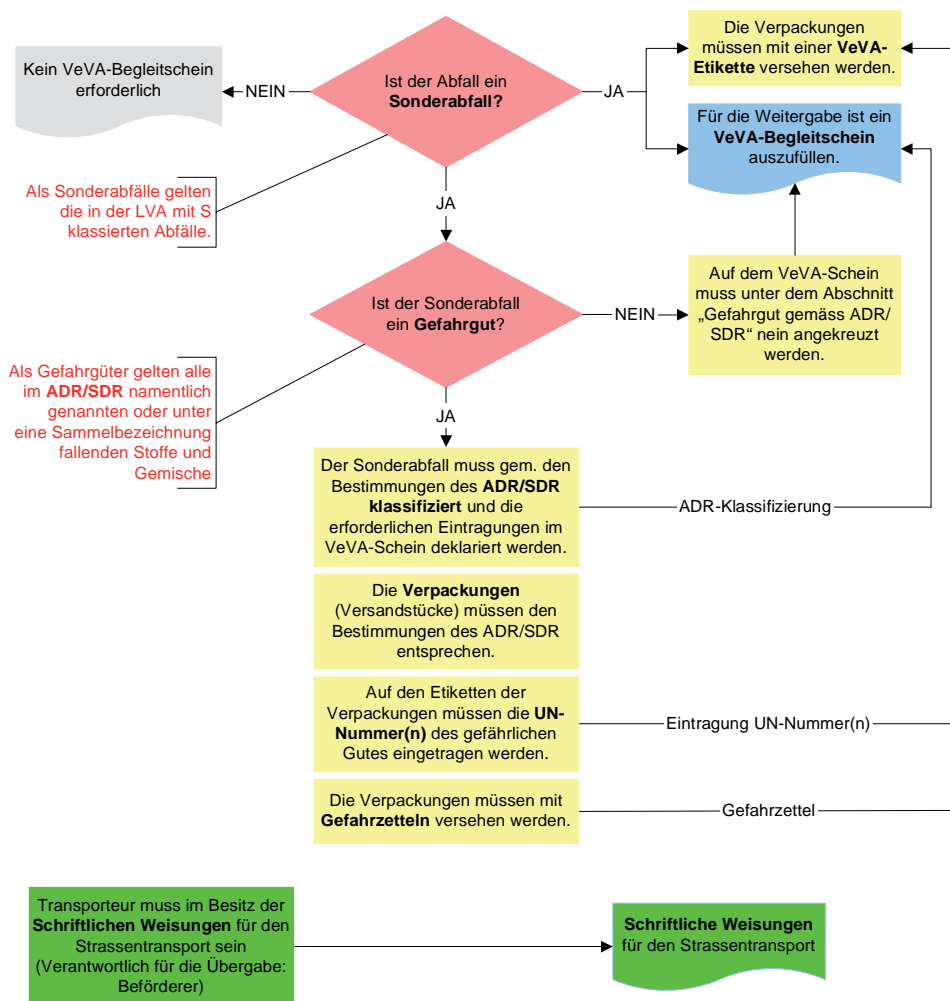 Kein VeVA-Begleitschein
erforderlich
NEIN
Ist der Abfall ein
Sonderabfall?
JA
Die Verpackungen
müssen mit einer VeVA-
Etikette versehen werden.
Für die Weitergabe ist ein
VeVA-Begleitschein
auszufüllen.
Als Sonderabfälle gelten
die in der LVA mit S
klassierten Abfälle.
JA
Ist der Sonderabfall
ein Gefahrgut?
NEIN
Auf dem VeVA-Schein
muss unter dem Abschnitt
„Gefahrgut gemäss ADR/
SDR“ nein angekreuzt
werden.
Als Gefahrgüter gelten alle
im ADR/SDR namentlich
genannten oder unter
eine Sammelbezeichnung
fallenden Stoffe und
Gemische
JA
Der Sonderabfall muss gem. den
Bestimmungen des ADR/SDR
klassifiziert und die
erforderlichen Eintragungen im
VeVA-Schein deklariert werden.
ADR-Klassifizierung
Die Verpackungen
(Versandstücke) müssen den
Bestimmungen des ADR/SDR
entsprechen.
Auf den Etiketten der
Verpackungen müssen die UN-
Nummer(n) des gefährlichen
Gutes eingetragen werden.
Eintragung UN-Nummer(n)
Die Verpackungen müssen mit
Gefahrzetteln versehen werden.
Gefahrzettel
Transporteur muss im Besitz der
Schriftlichen Weisungen für den
Strassentransport sein
(Verantwortlich für die Übergabe:
Beförderer)
Schriftliche Weisungen
für den Strassentransport